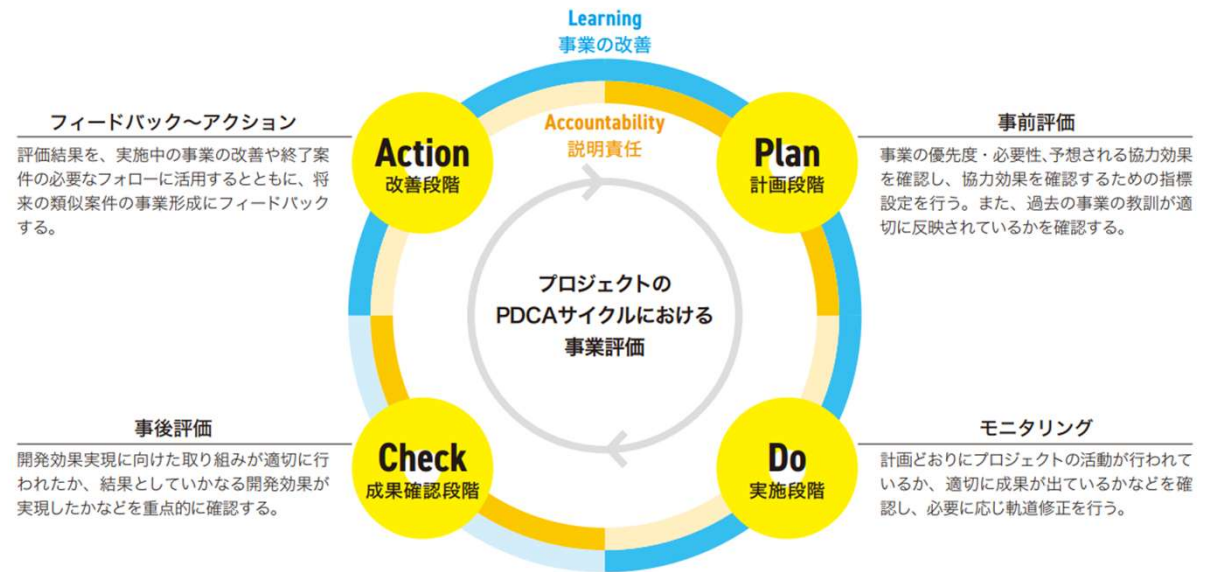 Learning
事業の改善
Accountability
説明責任
フィードバック～アクション
評価結果を、実施中の事業の改善や終了案
件の必要なフォローに活用するとともに、将
来の類似案件の事業形成にフィードバック
する。
Action
改善段階
Plan
計画段階
事前評価
事業の優先度・必要性、予想される協力効果
を確認し、協力効果を確認するための指標
設定を行う。また、過去の事業の教訓が適
切に反映されているかを確認する。
プロジェクトの
PDCAサイクルにおける
事業評価
事後評価
開発効果実現に向けた取り組みが適切に行
われたか、結果としていかなる開発効果が
実現したかなどを重点的に確認する。
Check
成果確認段階
Do
実施段階
モニタリング
計画どおりにプロジェクトの活動が行われて
いるか、適切に成果が出ているかなどを確
認し、必要に応じ軌道修正を行う。